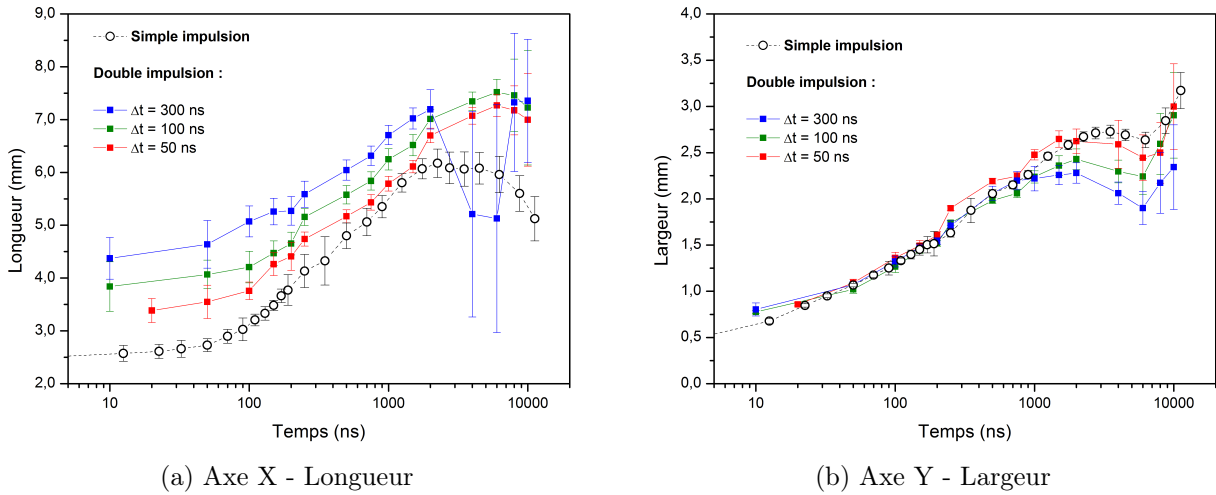 9,0
8,0
7,0
6,0
5,0
4,0
3,0
2,0
Longueur (mm)
Simple impulsion
Double impulsion :
Δt = 300 ns
Δt = 100 ns
Δt = 50 ns
10
100
1000
10000
Temps (ns)
(a) Axe X - Longueur
4,0
3,5
3,0
2,5
2,0
1,5
1,0
0,5
0,0
Largeur (mm)
Simple impulsion
Double impulsion :
Δt = 300 ns
Δt = 100 ns
Δt = 50 ns
10
100
1000
10000
Temps (ns)
(b) Axe Y - Largeur